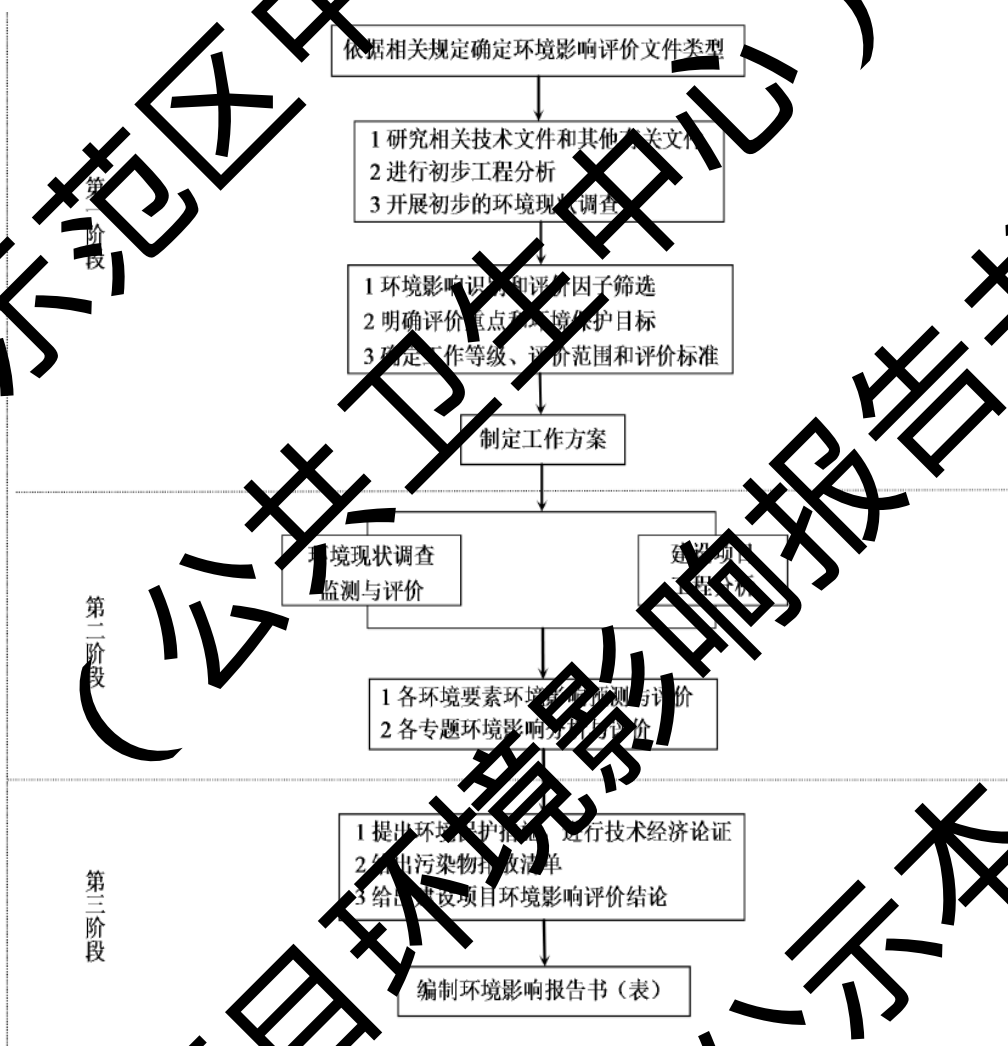 依据相关规定确定环境影响评价文件类型
1 研究相关技术文件和其他有关文件
2 进行初步工程分析
3 开展初步的环境现状调查
第一阶段
1 环境影响识别和评价因子筛选
2 明确评价重点和环境保护目标
3 确定工作等级、评价范围和评价标准
制定工作方案
环境现状调查
监测与评价
建设项目
工程分析
第二阶段
1 各环境要素环境影响预测与评价
2 各专题环境影响分析与评价
1 提出环境保护措施，进行技术经济论证
2 给出污染物排放清单
3 给出建设项目环境影响评价结论
第三阶段
编制环境影响报告书（表）
示范区中
（公共卫生中心）
项目环境影响报告书
公示本